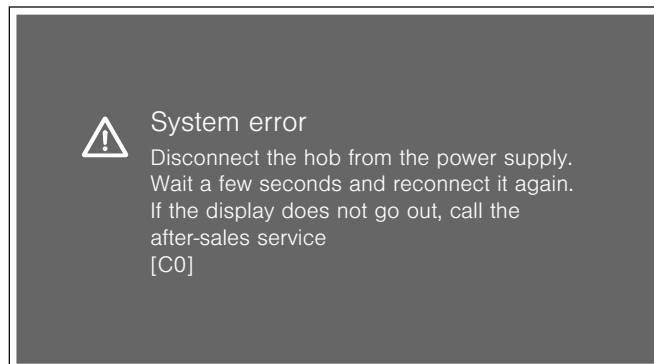 System error
Disconnect the hob from the power supply.
Wait a few seconds and reconnect it again.
If the display does not go out, call the
after-sales service
[C0]